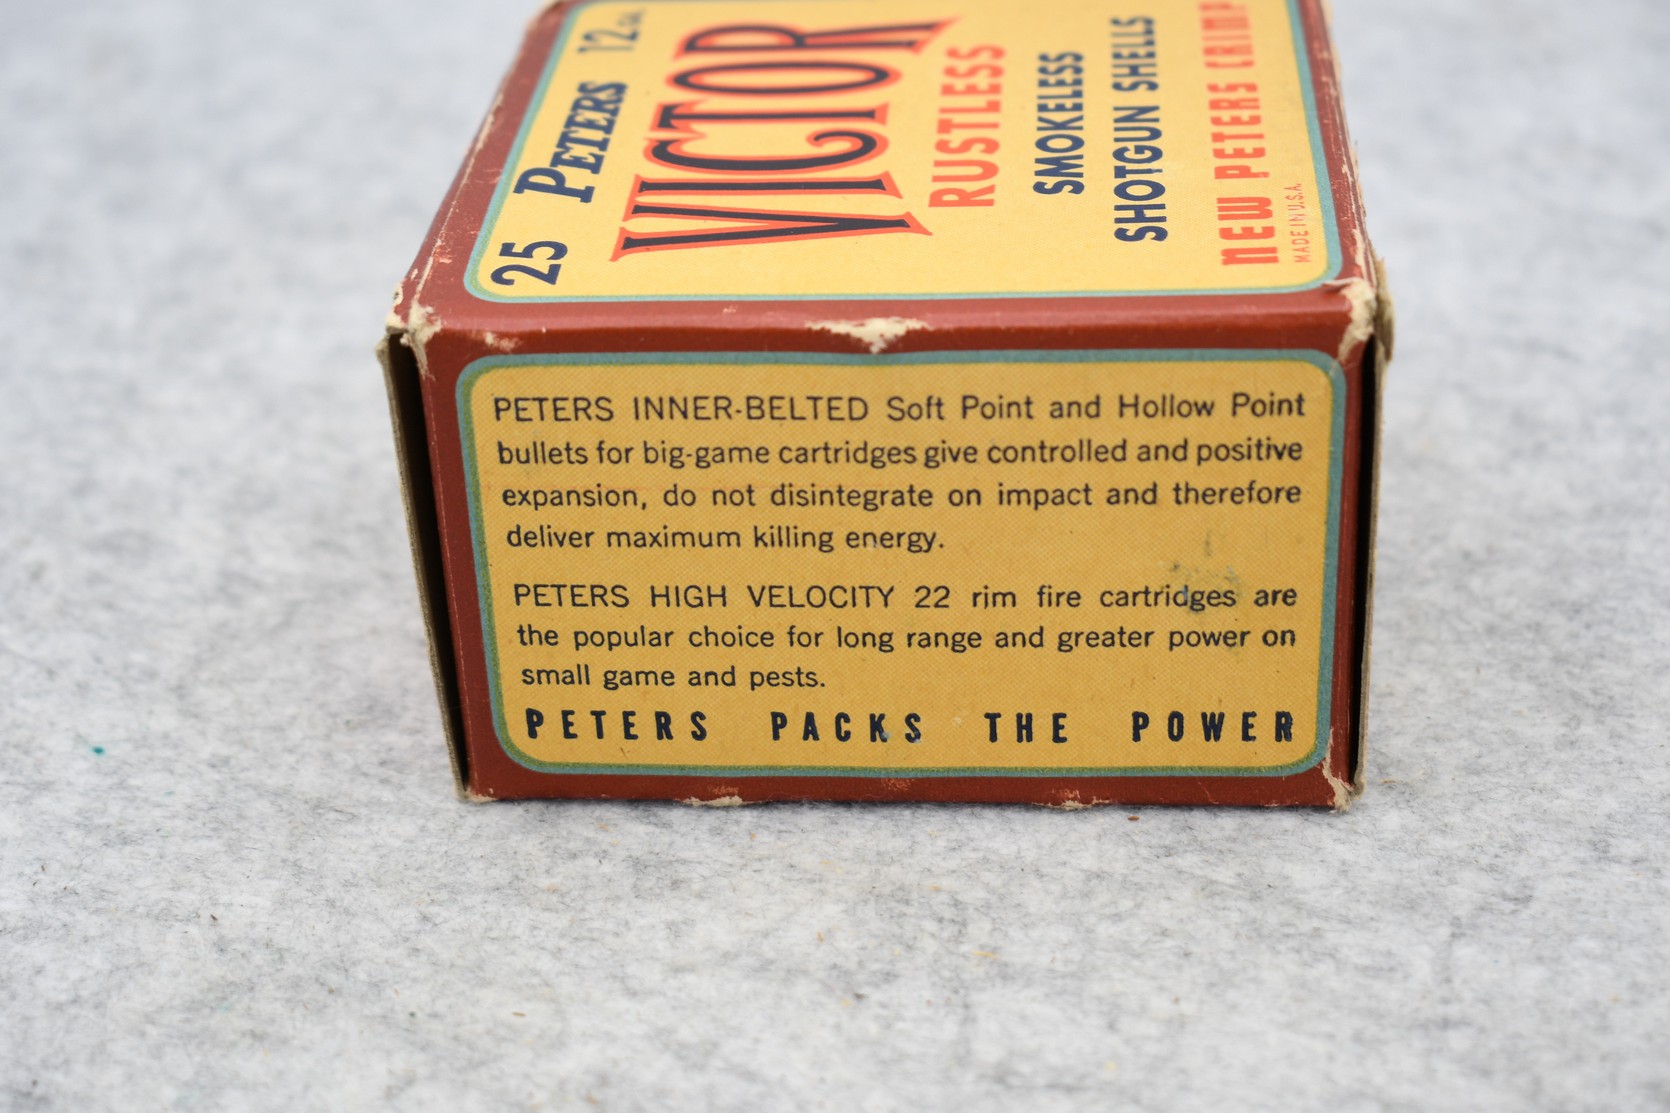 25 PETERS 12 GA.
VICTOR
RUSTLESS
SMOKELESS
SHOTGUN SHELLS
NEW PETERS CRIMP
MADE IN U.S.A.
PETERS INNER-BELTED Soft Point and Hollow Point
bullets for big-game cartridges give controlled and positive
expansion, do not disintegrate on impact and therefore
deliver maximum killing energy.
PETERS HIGH VELOCITY 22 rim fire cartridges are
the popular choice for long range and greater power on
small game and pests.
PETERS PACKS THE POWER